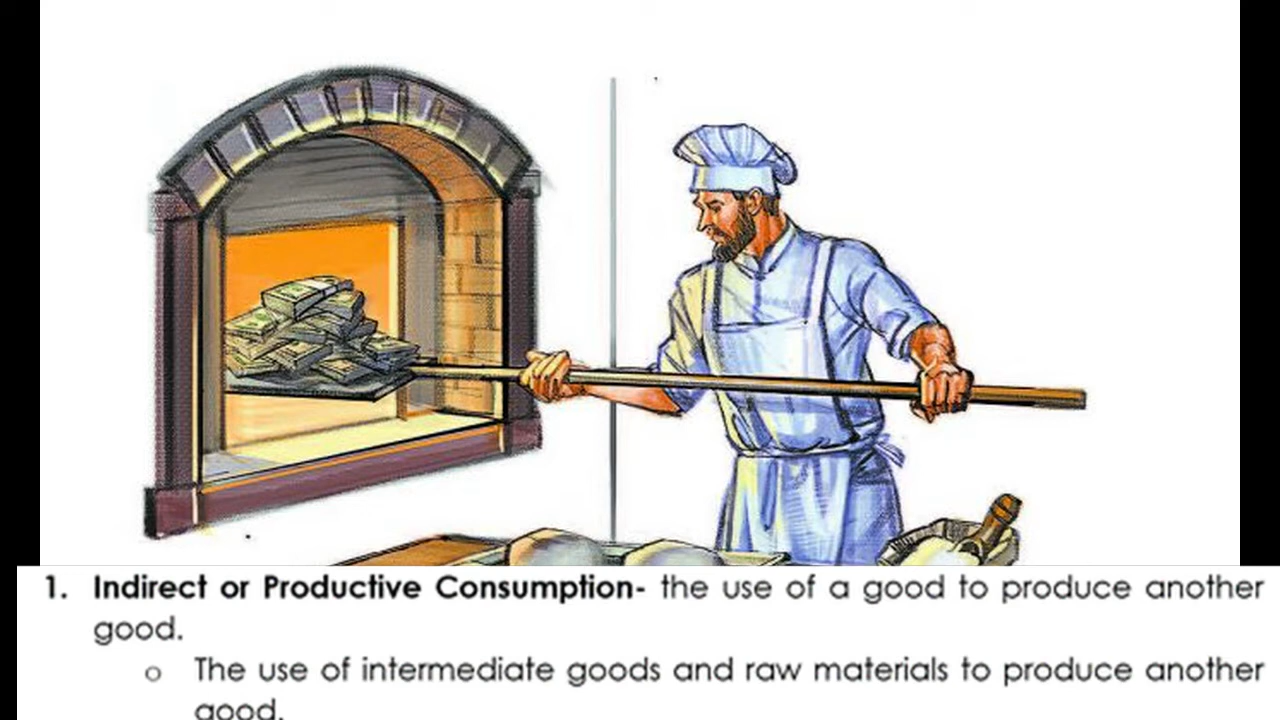 1. Indirect or Productive Consumption- the use of a good to produce another
good.
o The use of intermediate goods and raw materials to produce another
good.